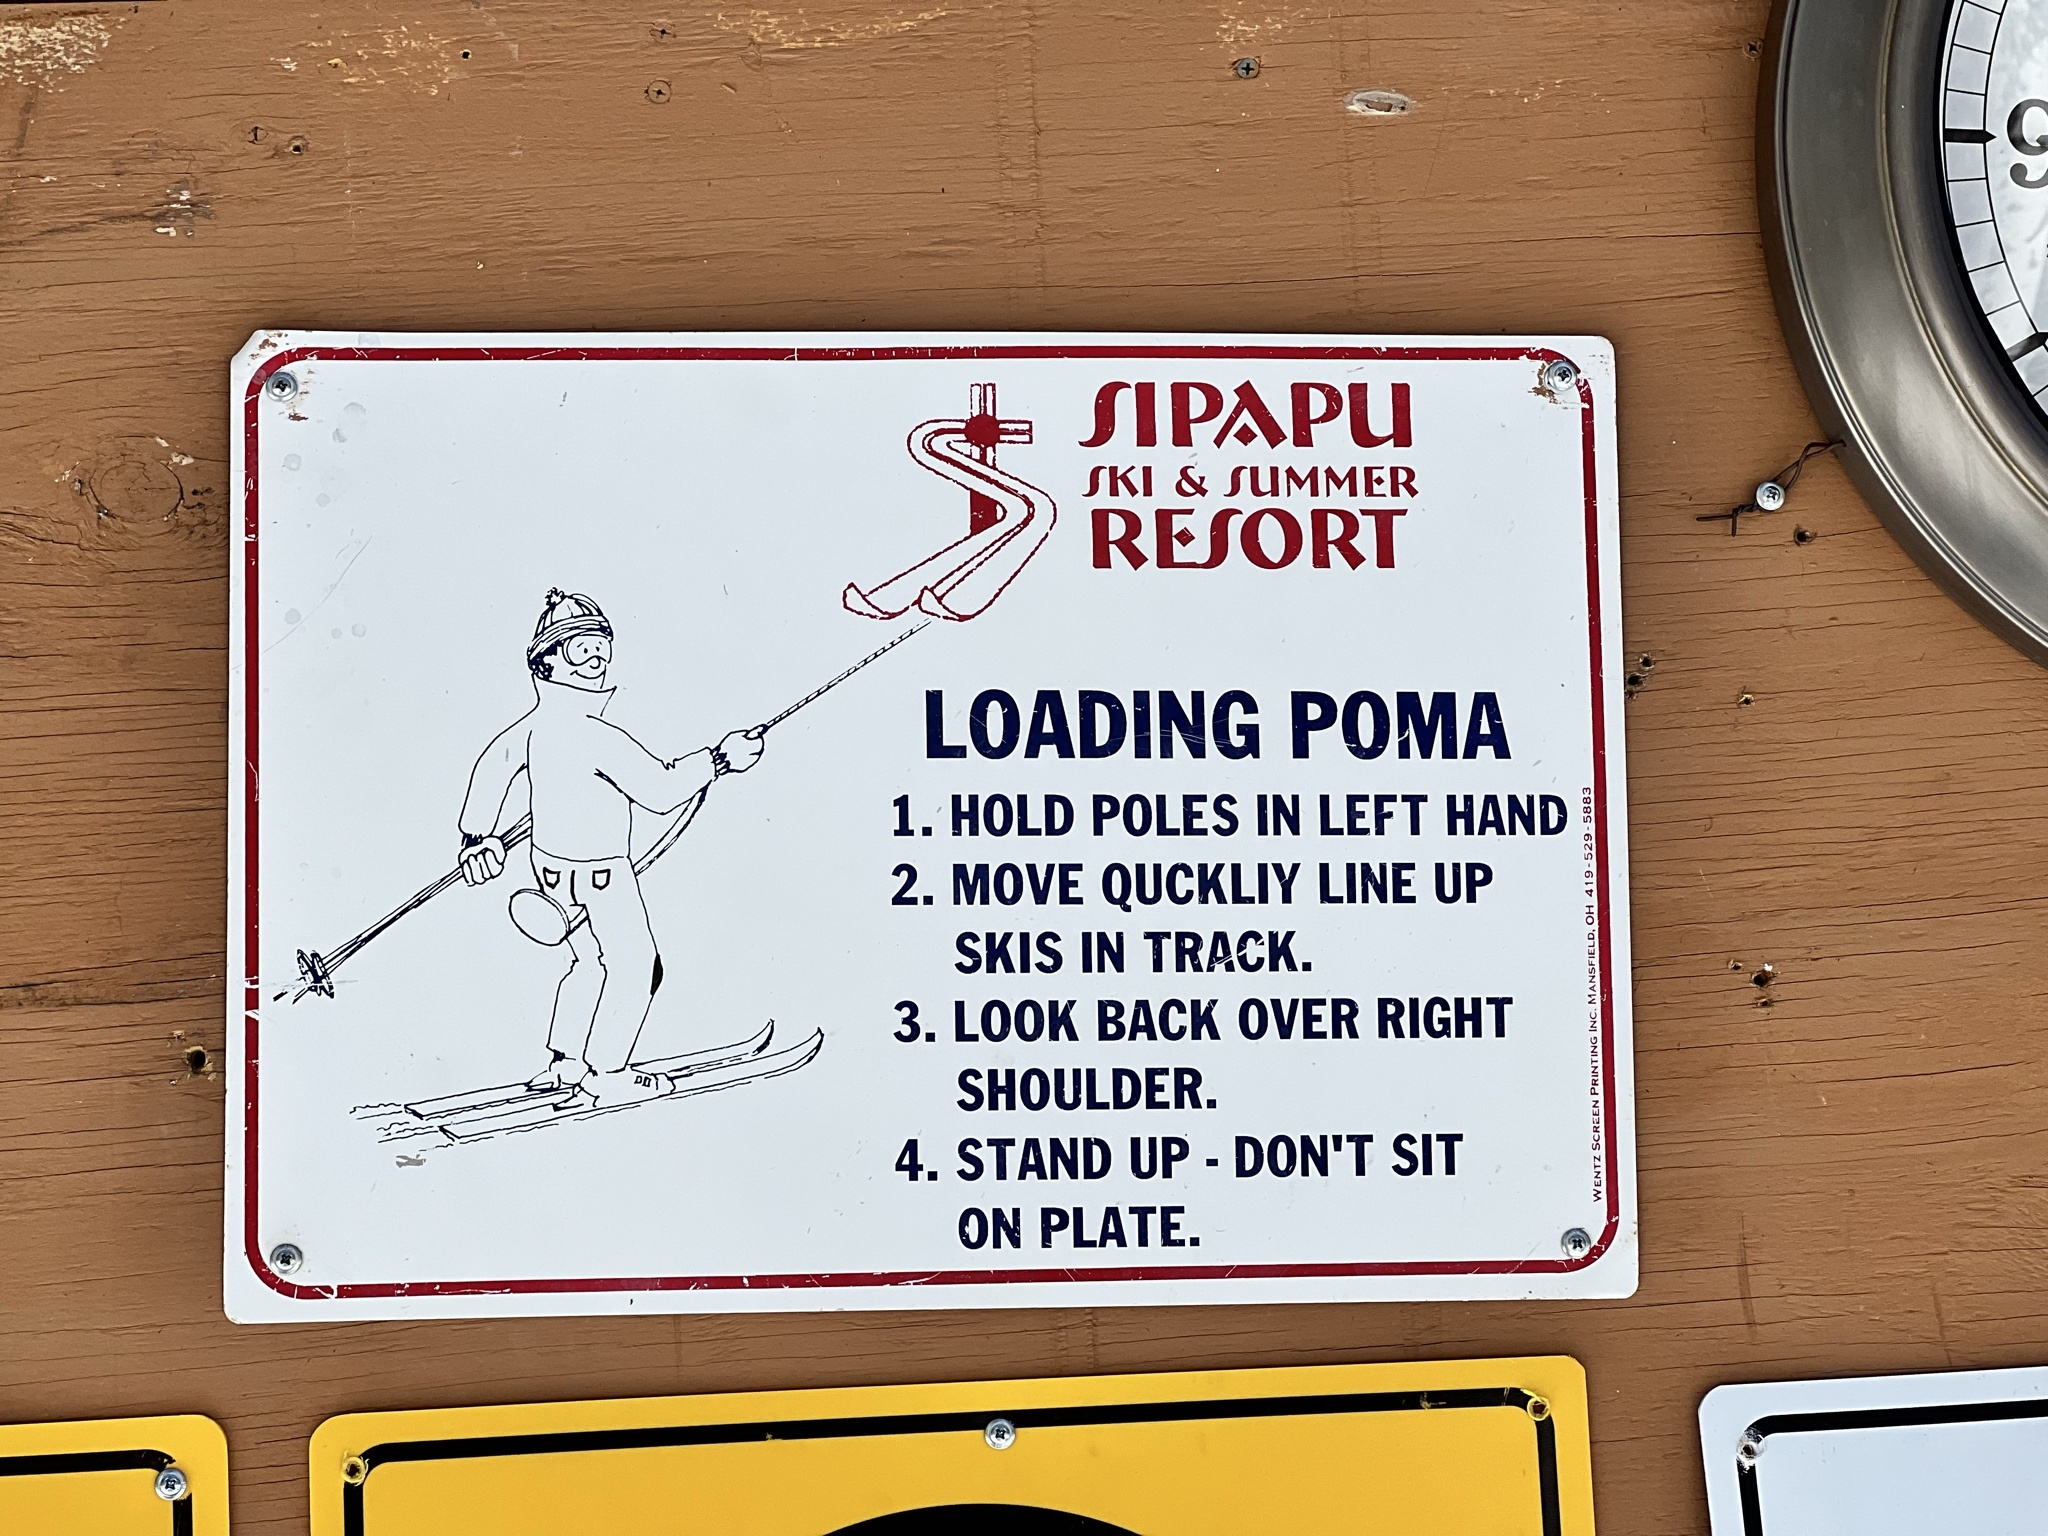 SIPAPU
SKI & SUMMER
RESORT
LOADING POMA
1. HOLD POLES IN LEFT HAND
2. MOVE QUCKLIY LINE UP
SKIS IN TRACK.
3. LOOK BACK OVER RIGHT
SHOULDER.
4. STAND UP - DON'T SIT
ON PLATE.
WENTZ SCREEN PRINTING INC. MANSFIELD, OH 419-529-5883
9